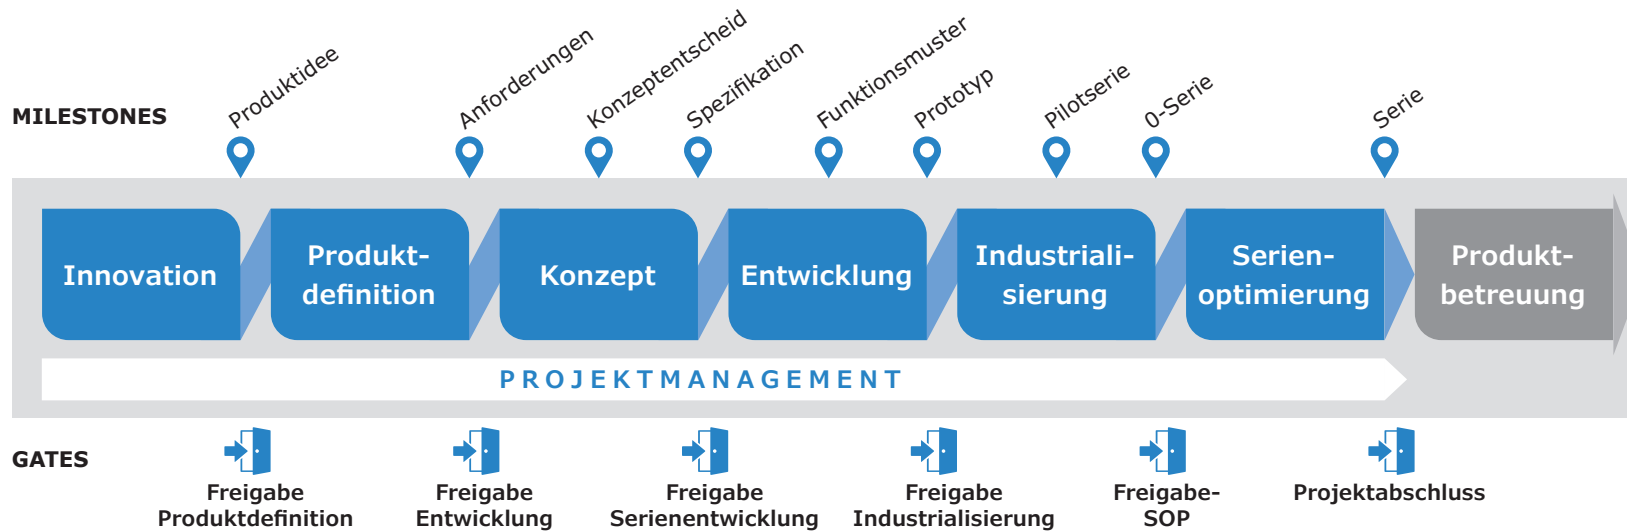 MILESTONES
Produktidee
Anforderungen
Konzeptentscheid
Spezifikation
Funktionsmuster
Prototyp
Pilotserie
0-Serie
Serie
Innovation
Produkt-
definition
Konzept
Entwicklung
Industriali-
sierung
Serien-
optimierung
Produkt-
betreuung
PROJEKTMANAGEMENT
GATES
Freigabe
Produktdefinition
Freigabe
Entwicklung
Freigabe
Serienentwicklung
Freigabe
Industrialisierung
Freigabe-
SOP
Projektabschluss